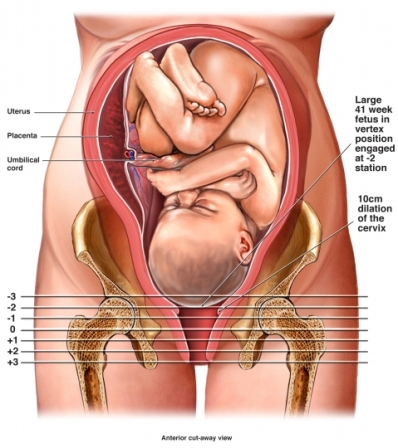 Uterus
Placenta
Umbilical
cord
Large
41 week
fetus in
vertex
position
engaged
at -2
station
10cm
dilation
of the
cervix
-3
-2
-1
0
+1
+2
+3
Anterior cut-away view